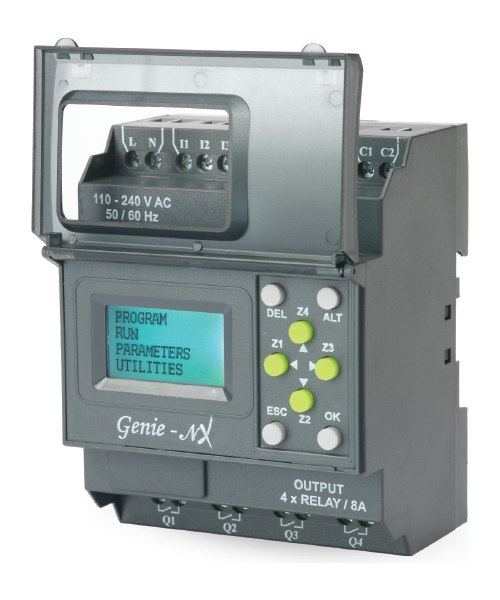 L N I1 I2 I3
C1 C2
110 - 240 V AC
50 / 60 Hz
PROGRAM
RUN
PARAMETERS
UTILITIES
DEL Z4 ALT
Z1 Z3
ESC Z2 OK
Genie - NX
OUTPUT
4 x RELAY / 8A
Q1 Q2 Q3 Q4